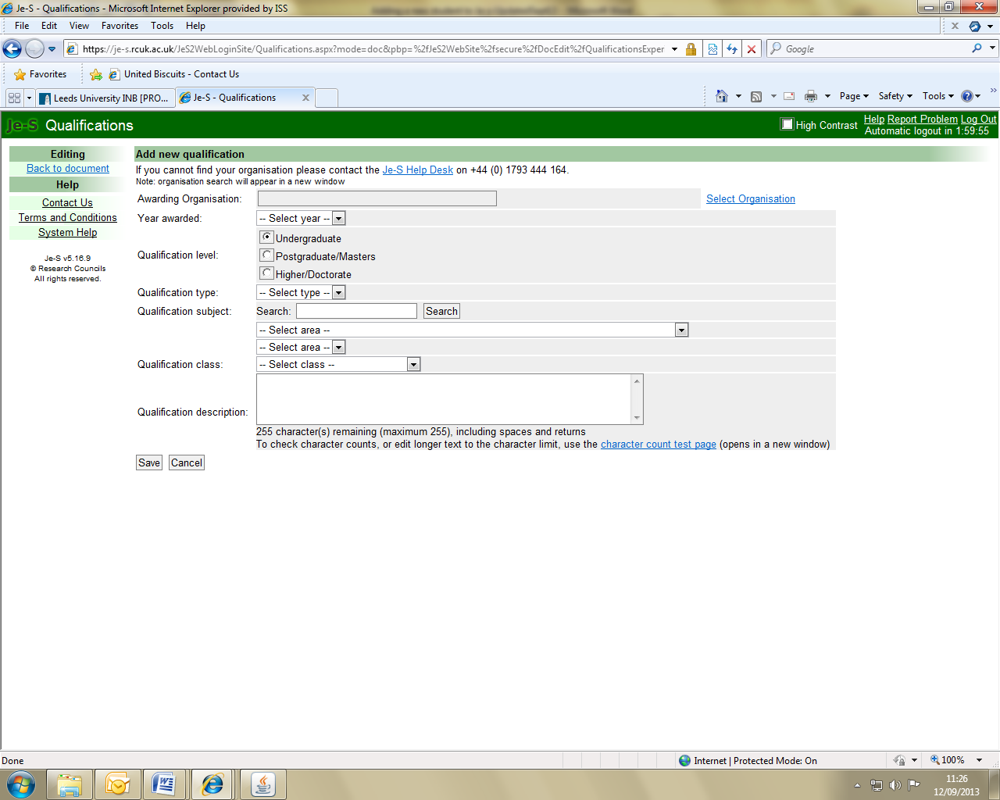 Je-S - Qualifications - Microsoft Internet Explorer provided by ISS
File Edit View Favorites Tools Help
https://je-s.rcuk.ac.uk/JeS2WebLoginSite/Qualifications.aspx?mode=doc&pbp=%2fJeS2WebSite%2fsecure%2fDocEdit%2fQualificationsExper
Google
Favorites United Biscuits - Contact Us
Leeds University INB [PRO... Je-S - Qualifications X Page Safety Tools
Je-S Qualifications
High Contrast Help Report Problem Log Out
Automatic logout in 1:59:55
Editing
Back to document
Help
Contact Us
Terms and Conditions
System Help
Je-S v5.16.9
© Research Councils
All rights reserved.
Add new qualification
If you cannot find your organisation please contact the Je-S Help Desk on +44 (0) 1793 444 164.
Note: organisation search will appear in a new window
Awarding Organisation: Select Organisation
Year awarded: -- Select year --
Qualification level:
Undergraduate
Postgraduate/Masters
Higher/Doctorate
Qualification type: -- Select type --
Qualification subject: Search: Search
-- Select area --
-- Select area --
Qualification class: -- Select class --
Qualification description:
255 character(s) remaining (maximum 255), including spaces and returns
To check character counts, or edit longer text to the character limit, use the character count test page (opens in a new window)
Save Cancel
Done Internet | Protected Mode: On 100%
11:26
12/09/2013